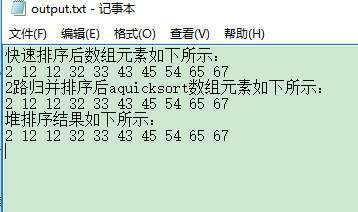 output.txt - 记事本
文件(F) 编辑(E) 格式(O) 查看(V) 帮助(H)
快速排序后数组元素如下所示:
2 12 12 32 33 43 45 54 65 67
2路归并排序后aquicksort数组元素如下所示:
2 12 12 32 33 43 45 54 65 67
堆排序结果如下所示:
2 12 12 32 33 43 45 54 65 67